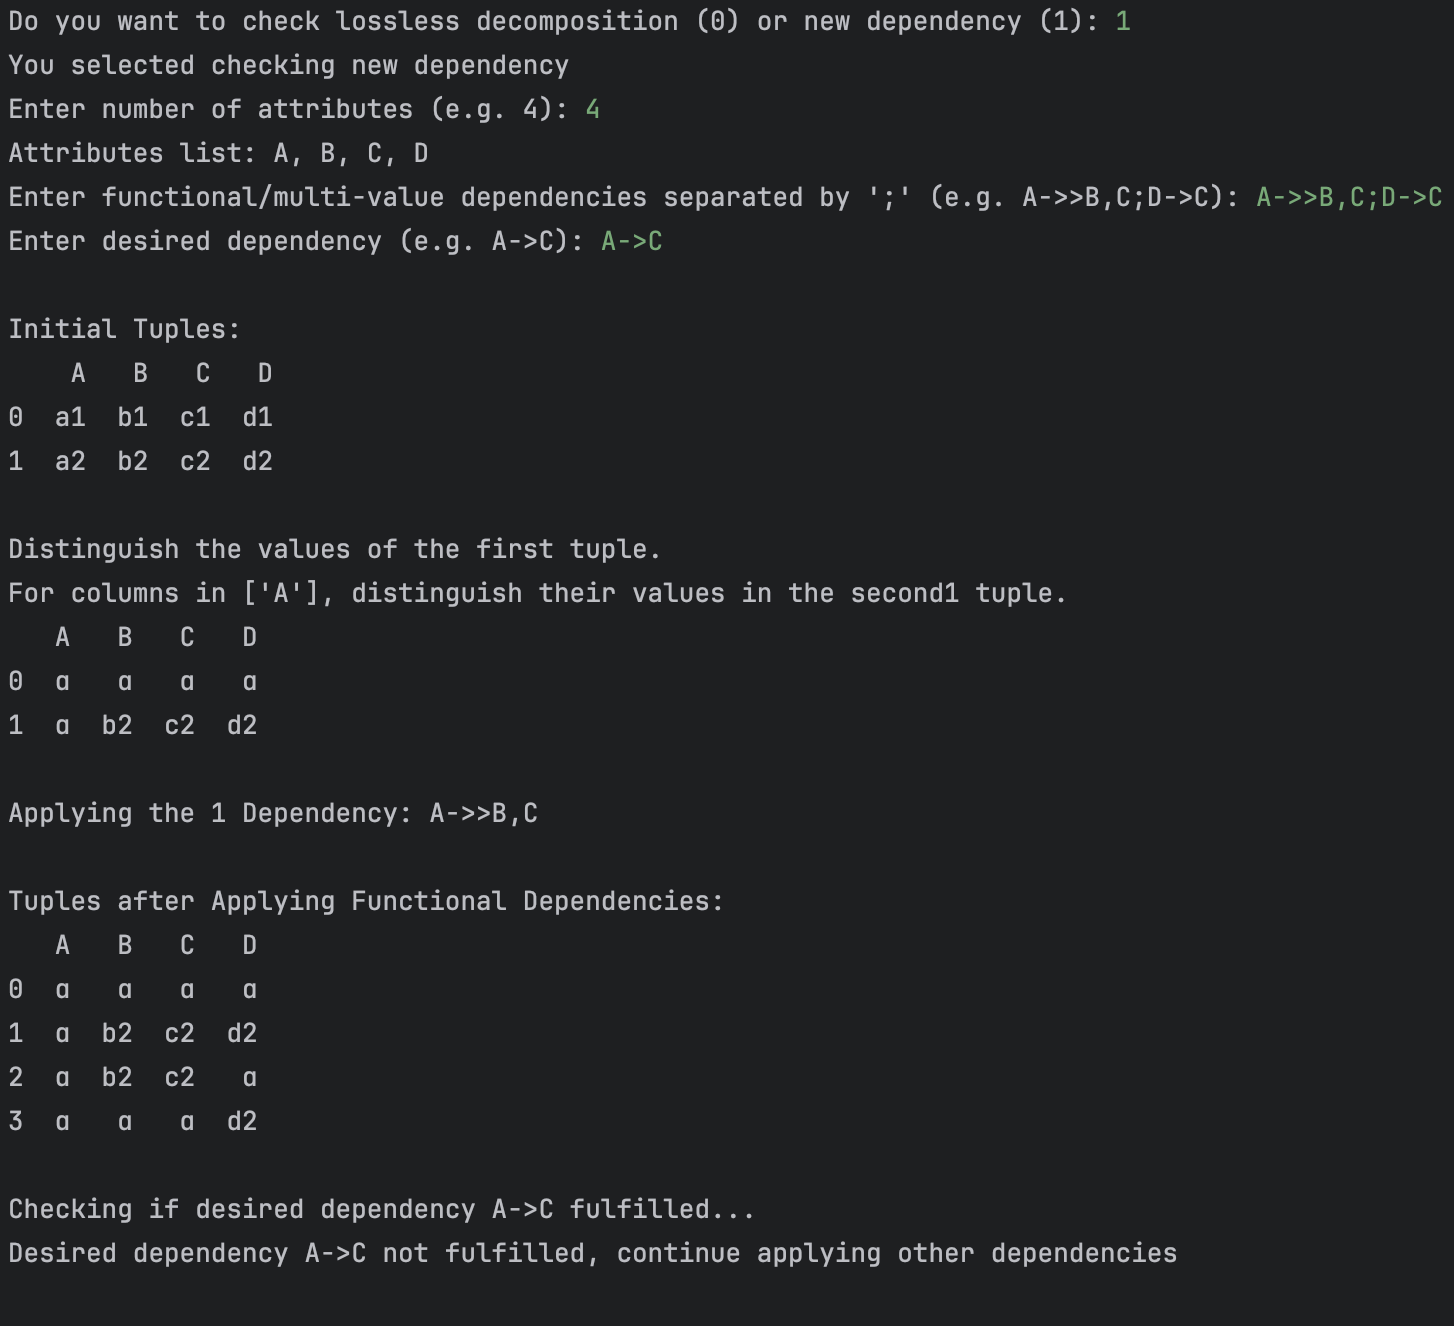 Do you want to check lossless decomposition (0) or new dependency (1): 1
You selected checking new dependency
Enter number of attributes (e.g. 4): 4
Attributes list: A, B, C, D
Enter functional/multi-value dependencies separated by ';' (e.g. A->>B,C;D->C): A->>B,C;D->C
Enter desired dependency (e.g. A->C): A->C
Initial Tuples:
    A   B   C   D
0  a1  b1  c1  d1
1  a2  b2  c2  d2
Distinguish the values of the first tuple.
For columns in ['A'], distinguish their values in the second1 tuple.
   A   B   C   D
0  a   a   a   a
1  a  b2  c2  d2
Applying the 1 Dependency: A->>B,C
Tuples after Applying Functional Dependencies:
   A   B   C   D
0  a   a   a   a
1  a  b2  c2  d2
2  a  b2  c2   a
3  a   a   a  d2
Checking if desired dependency A->C fulfilled...
Desired dependency A->C not fulfilled, continue applying other dependencies